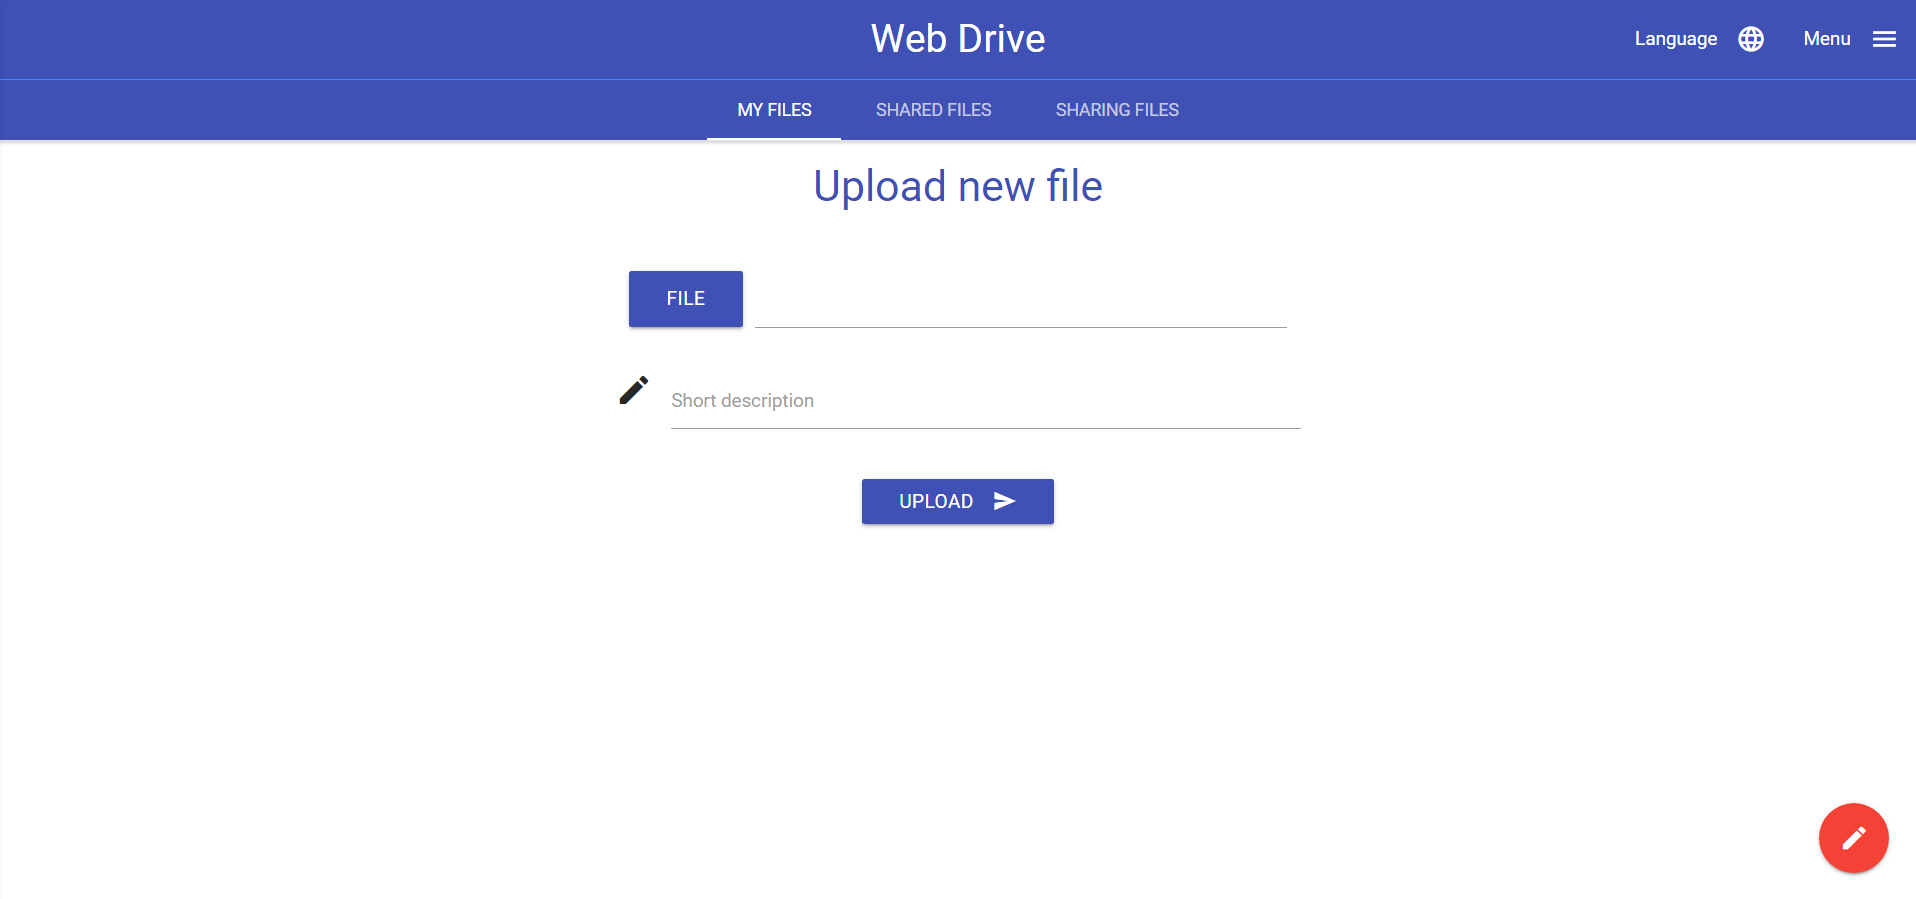 Web Drive
Language
Menu
MY FILES SHARED FILES SHARING FILES
Upload new file
FILE
Short description
UPLOAD